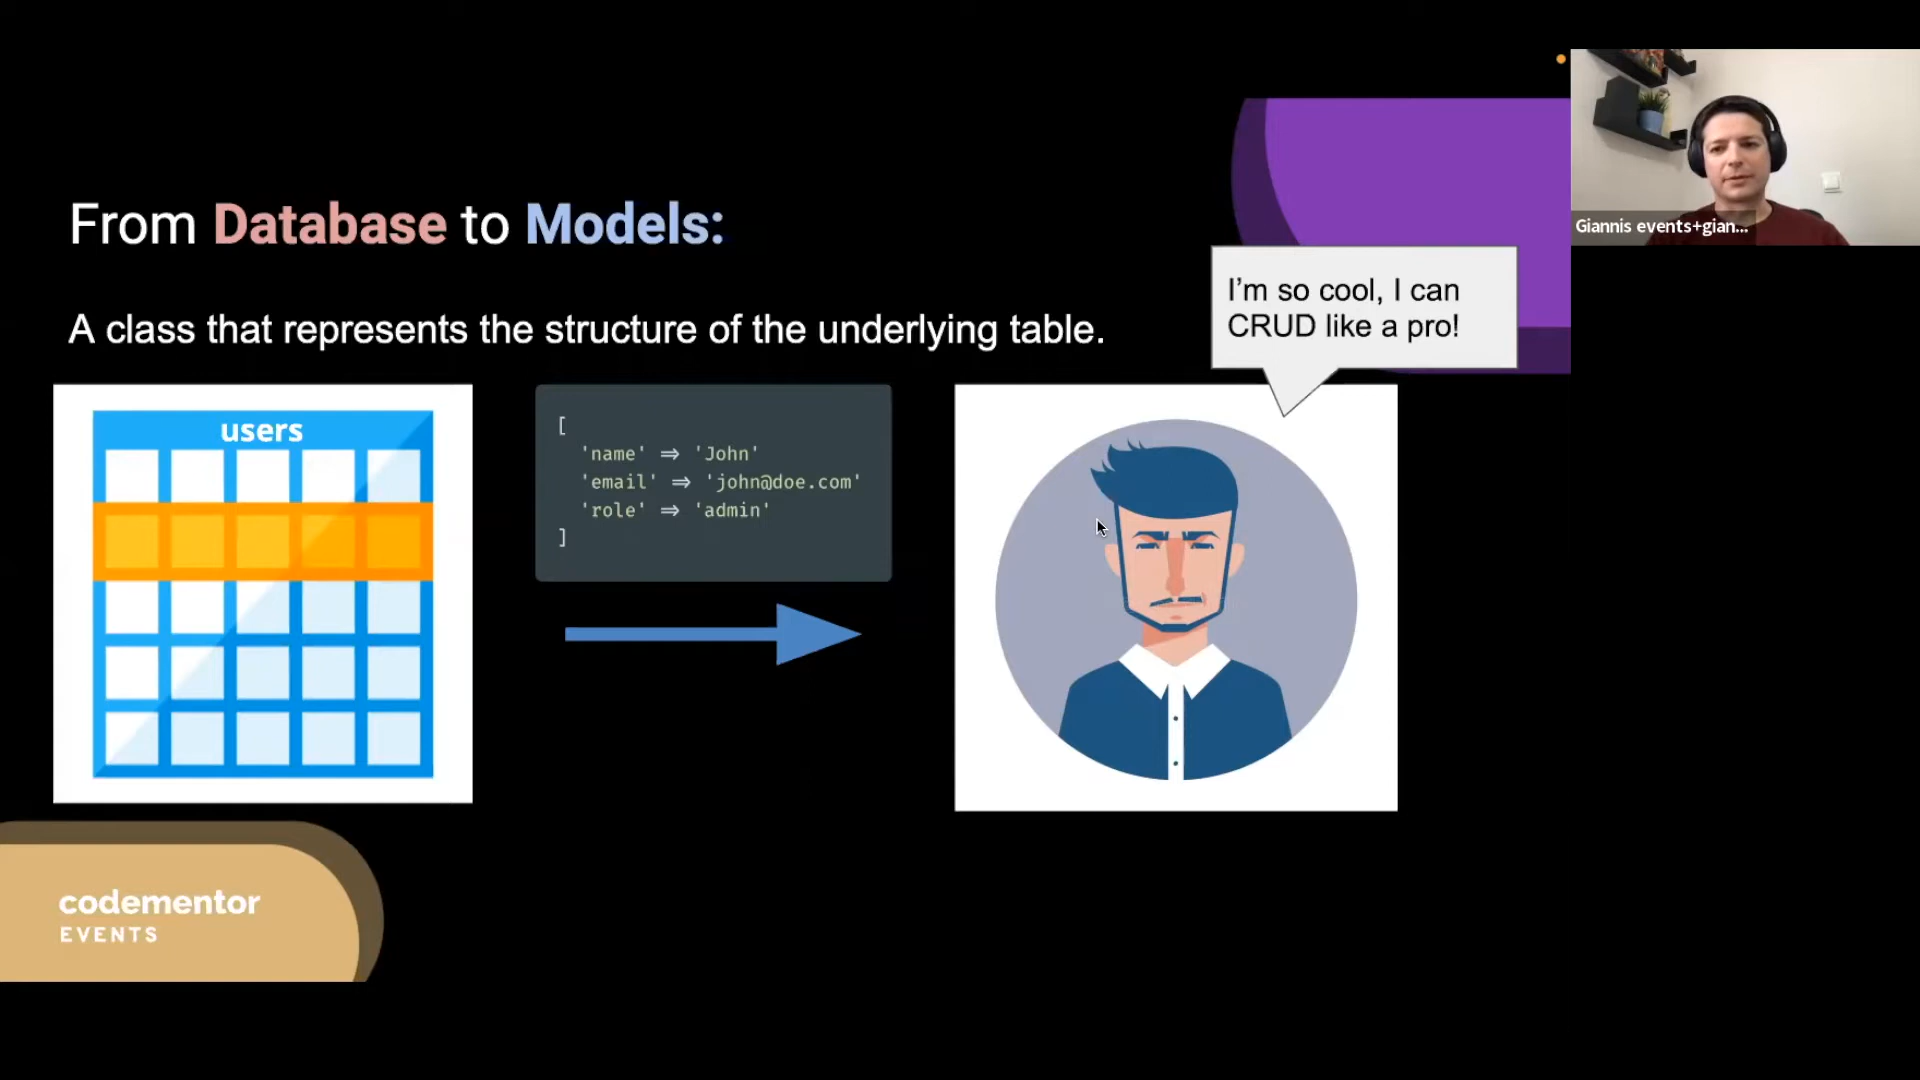 From Database to Models:
A class that represents the structure of the underlying table.
I'm so cool, I can
CRUD like a pro!
users
[
'name' => 'John'
'email' => 'john@doe.com'
'role' => 'admin'
]
Giannis events+gian...
codementor
EVENTS